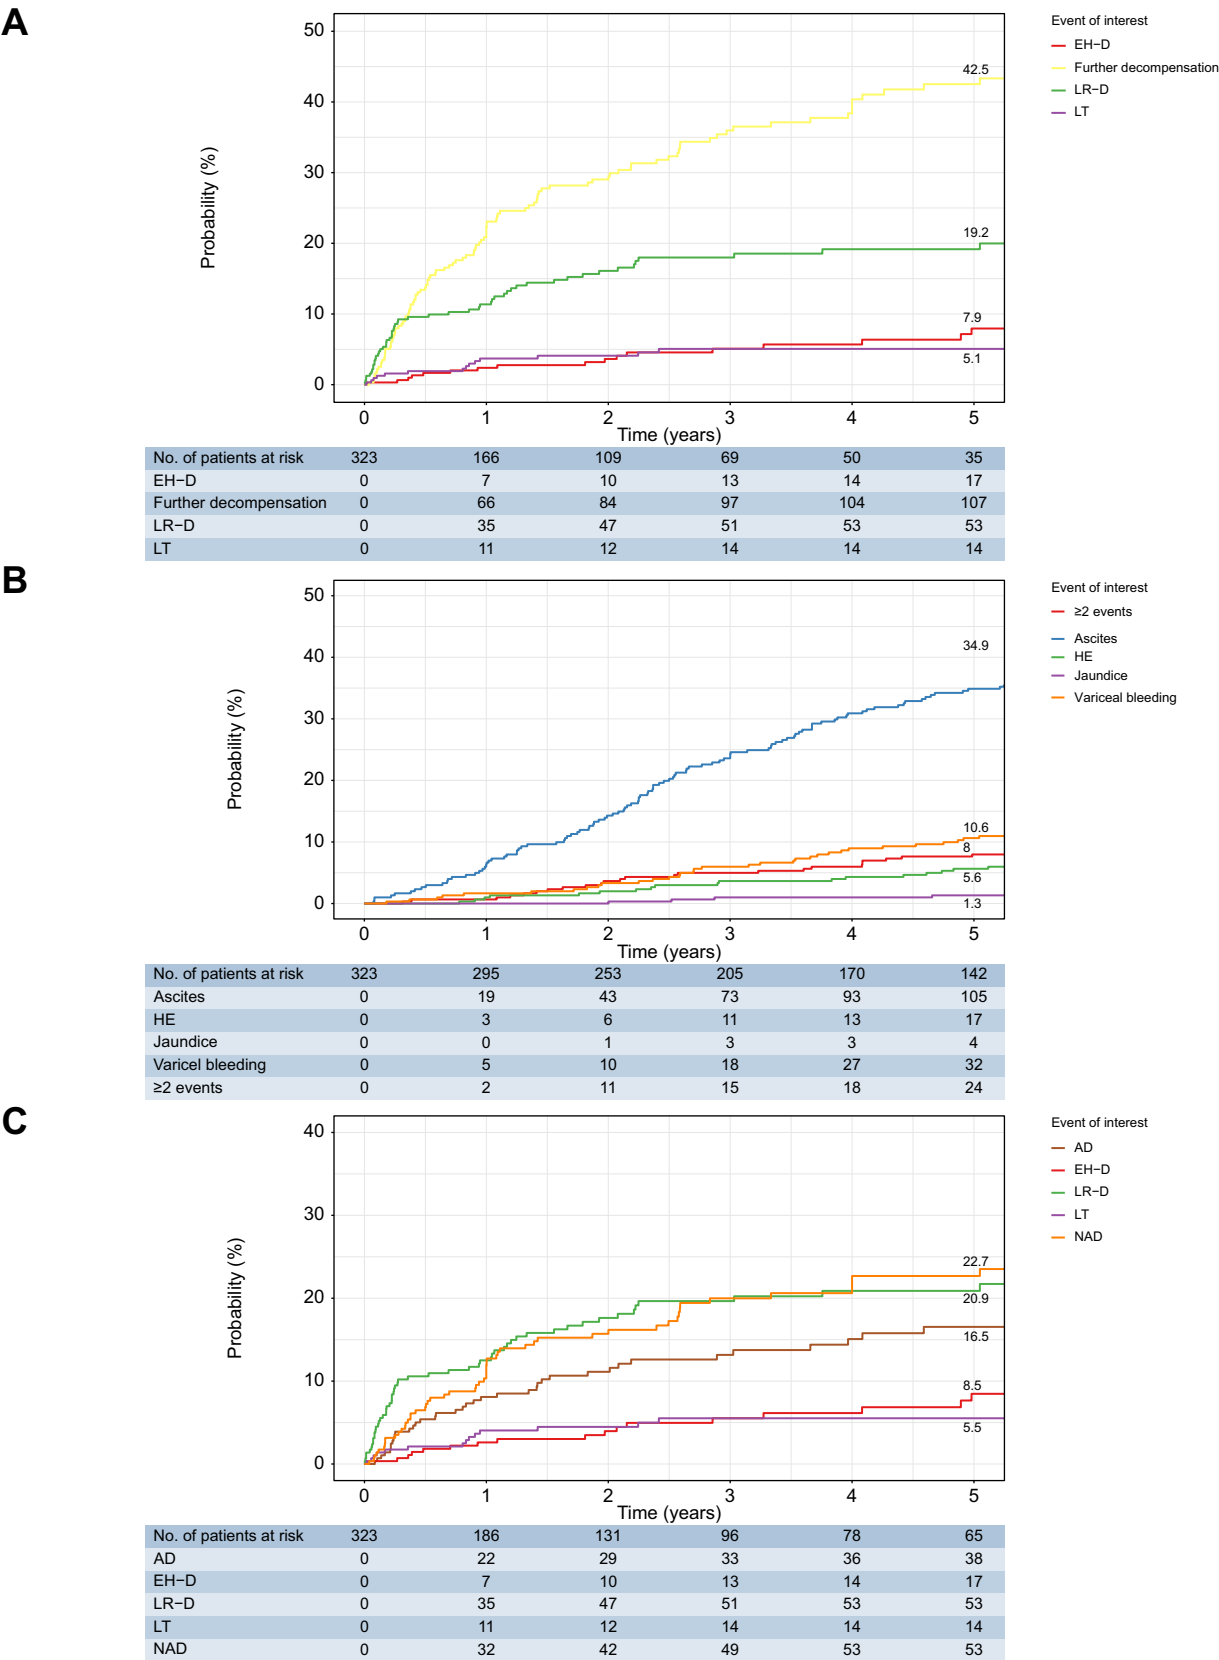 A
50
40
30
20
10
0
Probability (%)
42.5
19.2
7.9
5.1
0 1 2 3 4 5
Time (years)
Event of interest
EH−D
Further decompensation
LR−D
LT
No. of patients at risk 323 166 109 69 50 35
EH−D 0 7 10 13 14 17
Further decompensation 0 66 84 97 104 107
LR−D 0 35 47 51 53 53
LT 0 11 12 14 14 14
B
50
40
30
20
10
0
Probability (%)
34.9
10.6
8
5.6
1.3
0 1 2 3 4 5
Time (years)
Event of interest
≥2 events
Ascites
HE
Jaundice
Variceal bleeding
No. of patients at risk 323 295 253 205 170 142
Ascites 0 19 43 73 93 105
HE 0 3 6 11 13 17
Jaundice 0 0 1 3 3 4
Varicel bleeding 0 5 10 18 27 32
≥2 events 0 2 11 15 18 24
C
40
30
20
10
0
Probability (%)
22.7
20.9
16.5
8.5
5.5
0 1 2 3 4 5
Time (years)
Event of interest
AD
EH−D
LR−D
LT
NAD
No. of patients at risk 323 186 131 96 78 65
AD 0 22 29 33 36 38
EH−D 0 7 10 13 14 17
LR−D 0 35 47 51 53 53
LT 0 11 12 14 14 14
NAD 0 32 42 49 53 53